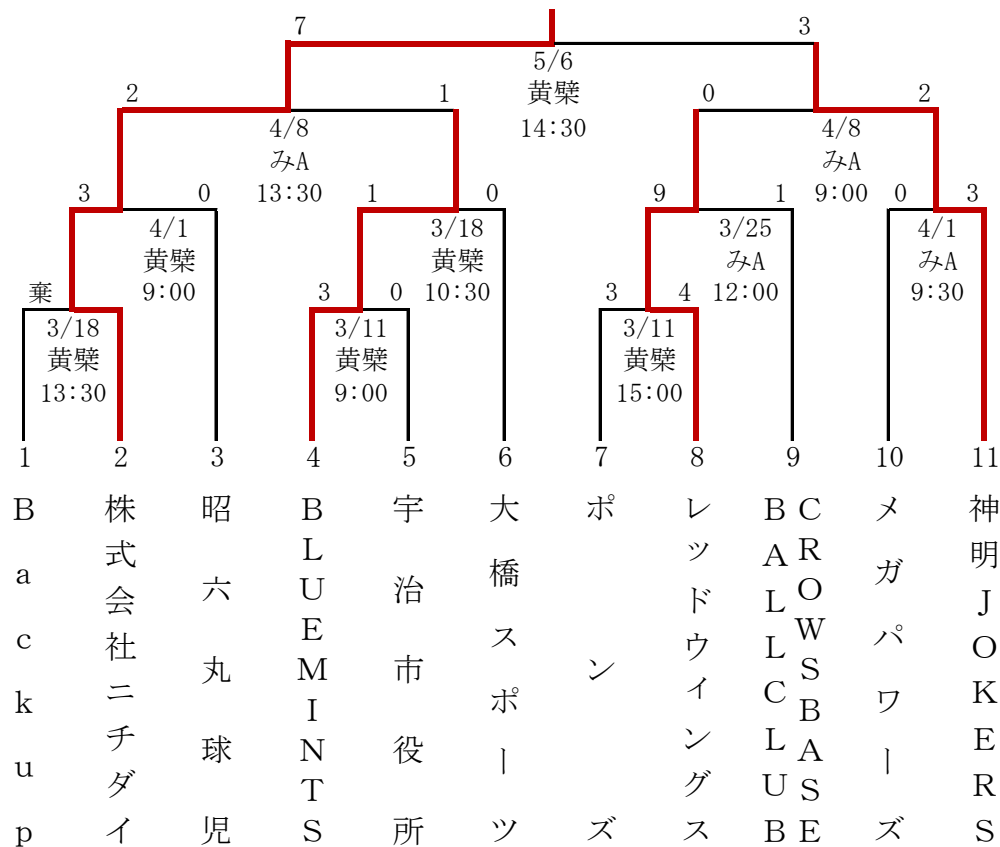 7 3
5/6
黄檗
14:30
2 1 0 2
4/8
みA
13:30
4/8
みA
9:00
3 0 1 0 9 1 0 3
4/1
黄檗
9:00
3/18
黄檗
10:30
3/25
みA
12:00
4/1
みA
9:30
棄 3 0 3 4
3/18
黄檗
13:30
3/11
黄檗
9:00
3/11
黄檗
15:00
1 2 3 4 5 6 7 8 9 10 11
Backup
株式会社ニチダイ
昭六丸球児
BLUEMINTS
宇治市役所
大橋スポーツ
ポンズ
レッドウィングス
CROWSBASE
BALLCLUB
メガパワーズ
神明JOKERS